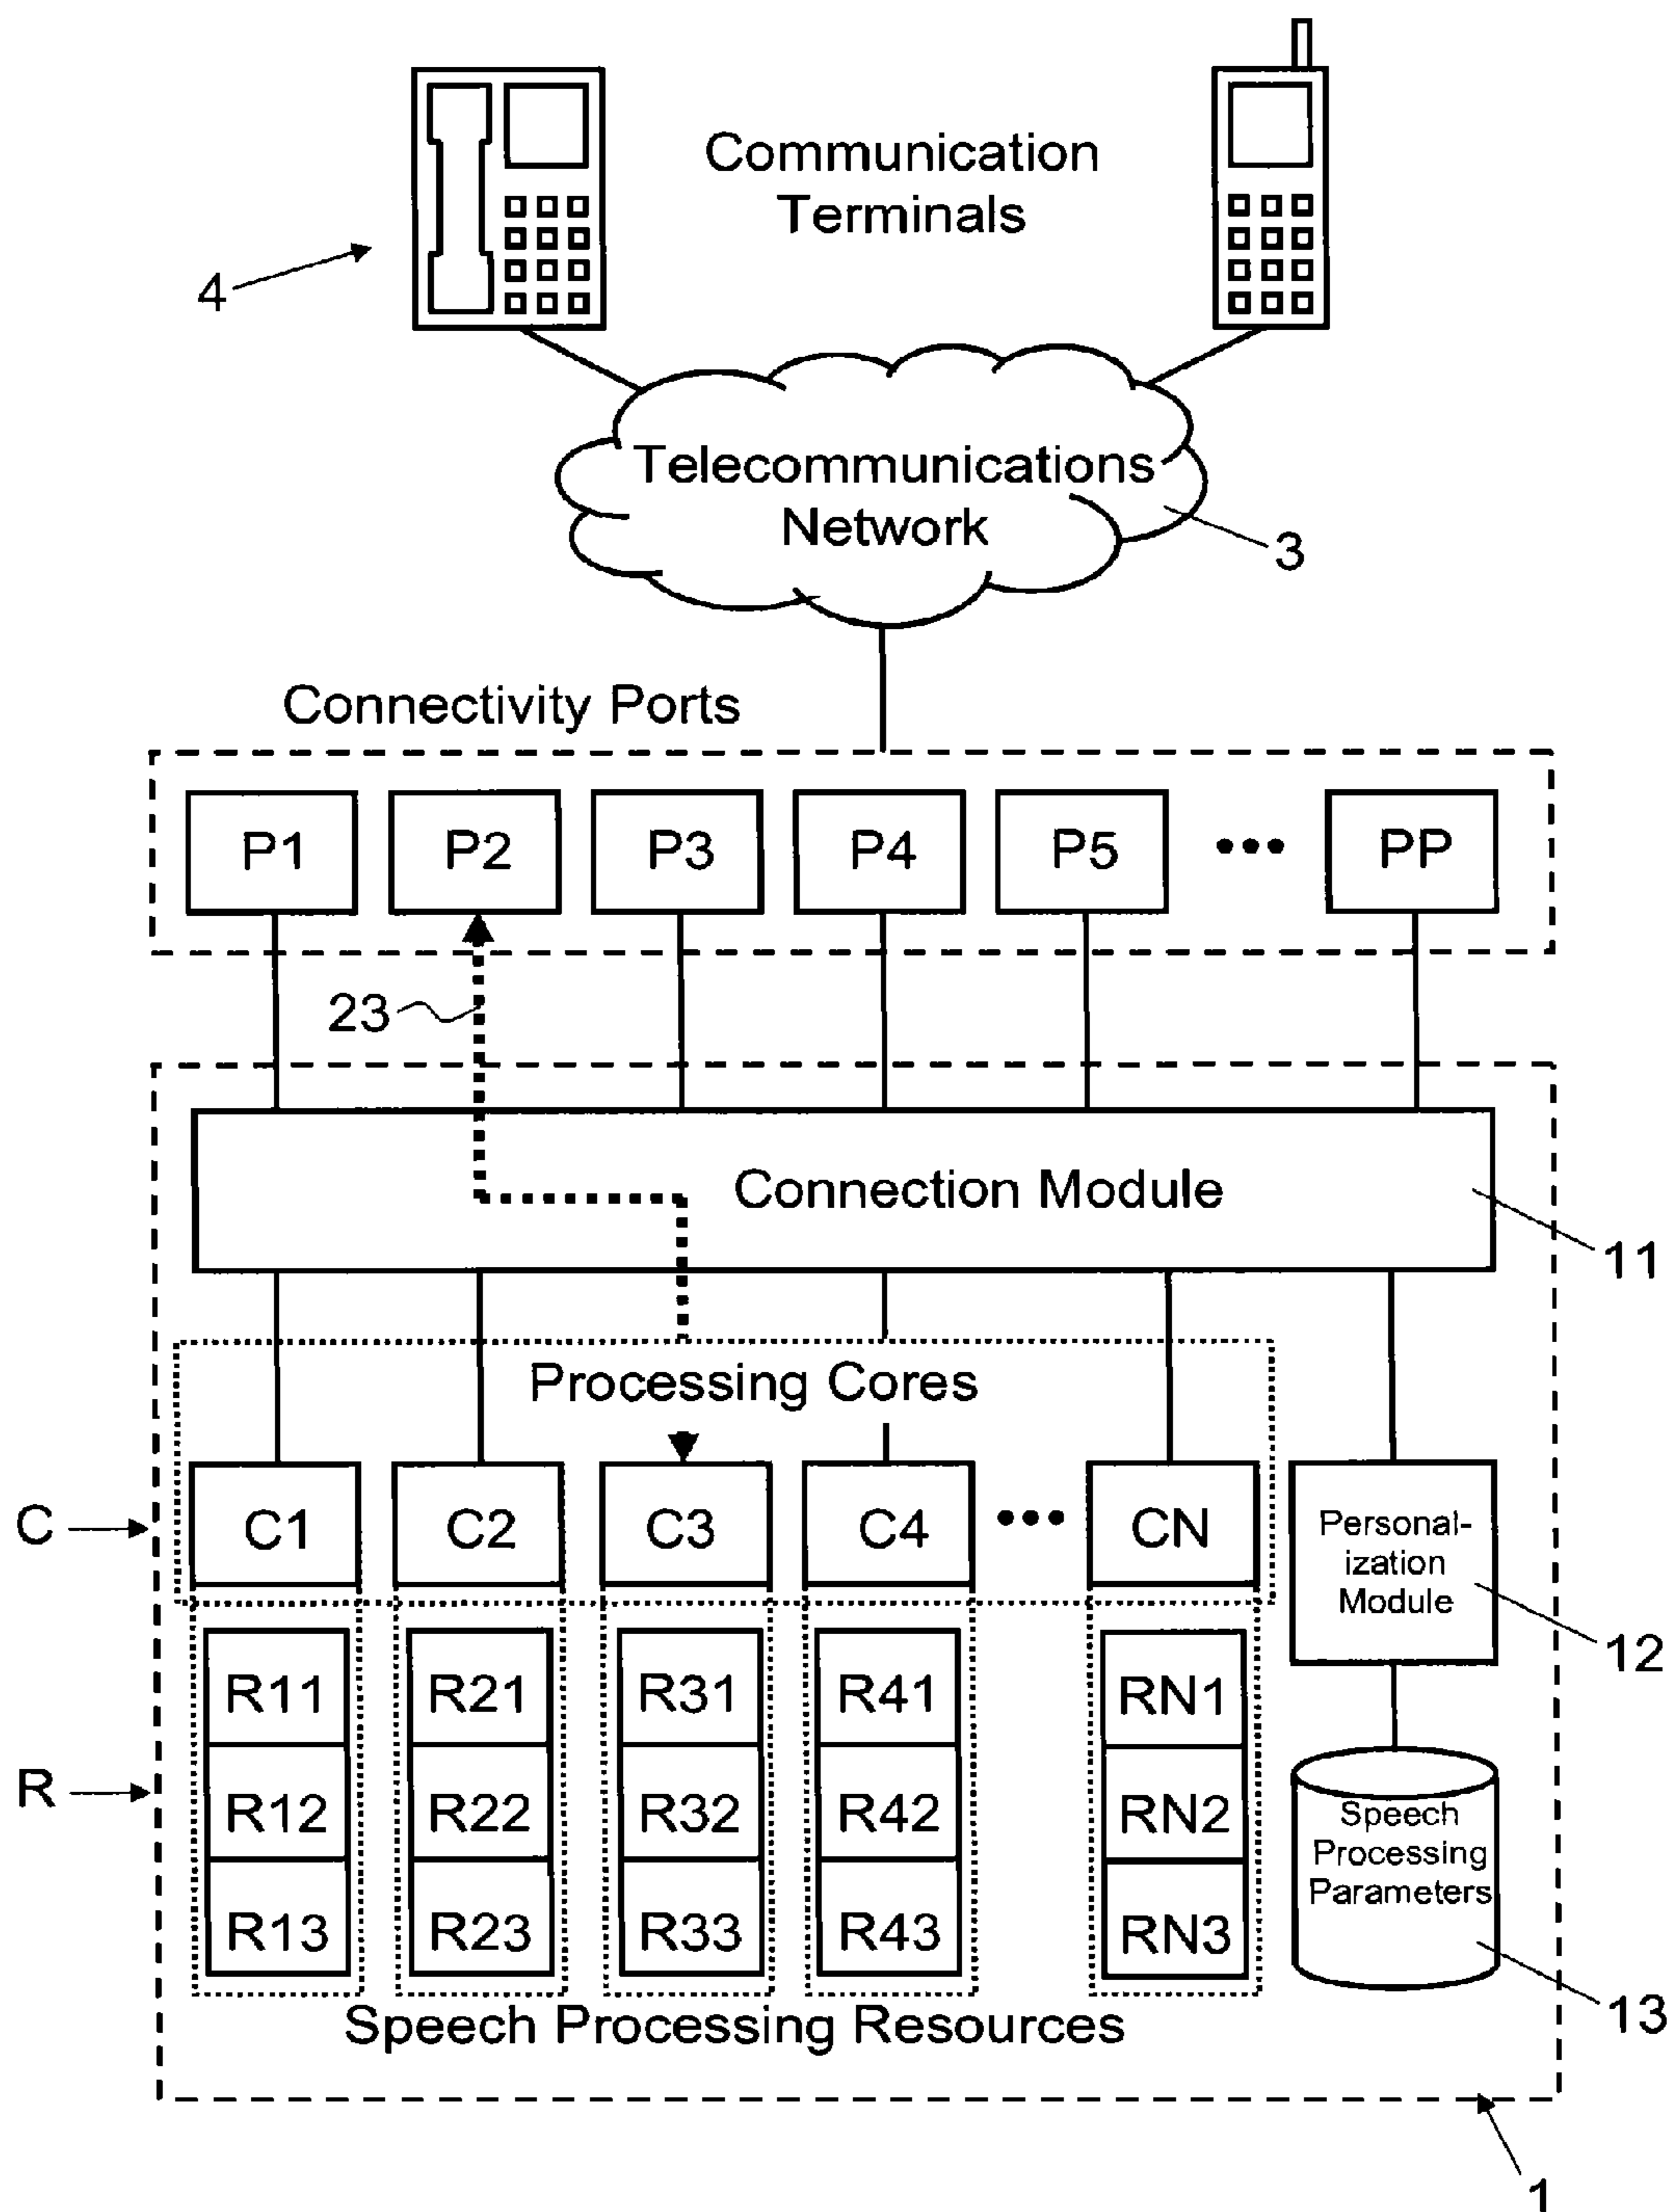 Communication
Terminals
4
Telecommunications
Network
3
Connectivity Ports
P1 P2 P3 P4 P5 ••• PP
23
Connection Module
11
Processing Cores
C
C1 C2 C3 C4 ••• CN
Personal-
ization
Module
12
R11 R21 R31 R41 RN1
R
R12 R22 R32 R42 RN2
R13 R23 R33 R43 RN3
Speech
Processing
Parameters
13
Speech Processing Resources
1